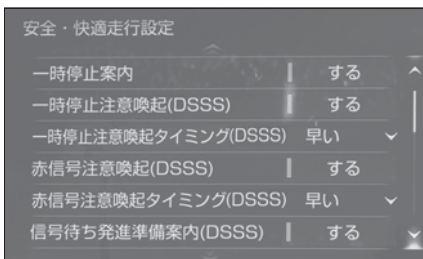 安全・快適走行設定
一時停止案内 する
一時停止注意喚起(DSSS) する
一時停止注意喚起タイミング(DSSS) 早い
赤信号注意喚起(DSSS) する
赤信号注意喚起タイミング(DSSS) 早い
信号待ち発進準備案内(DSSS) する